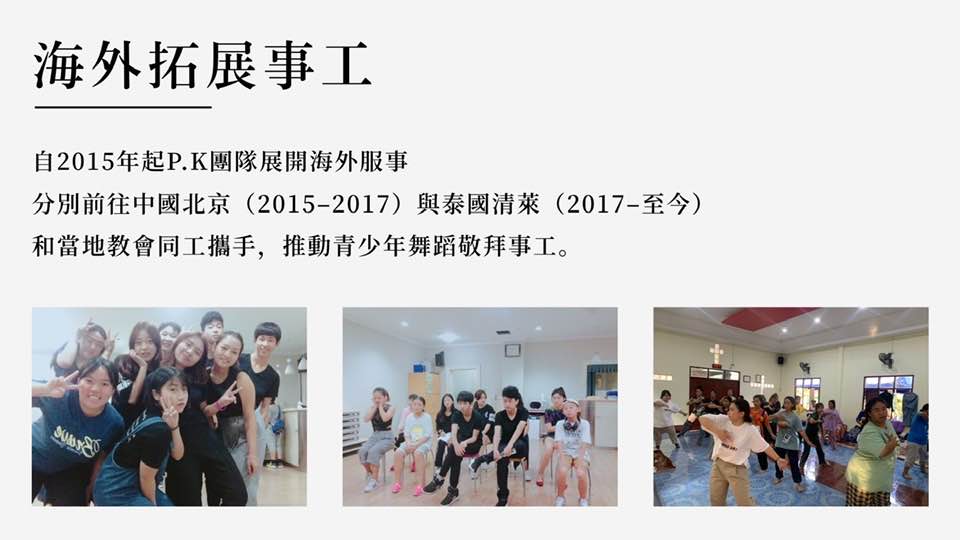 海外拓展事工
自2015年起P.K團隊展開海外服事
分別前往中國北京（2015–2017）與泰國清萊（2017–至今）
和當地教會同工攜手，推動青少年舞蹈敬拜事工。